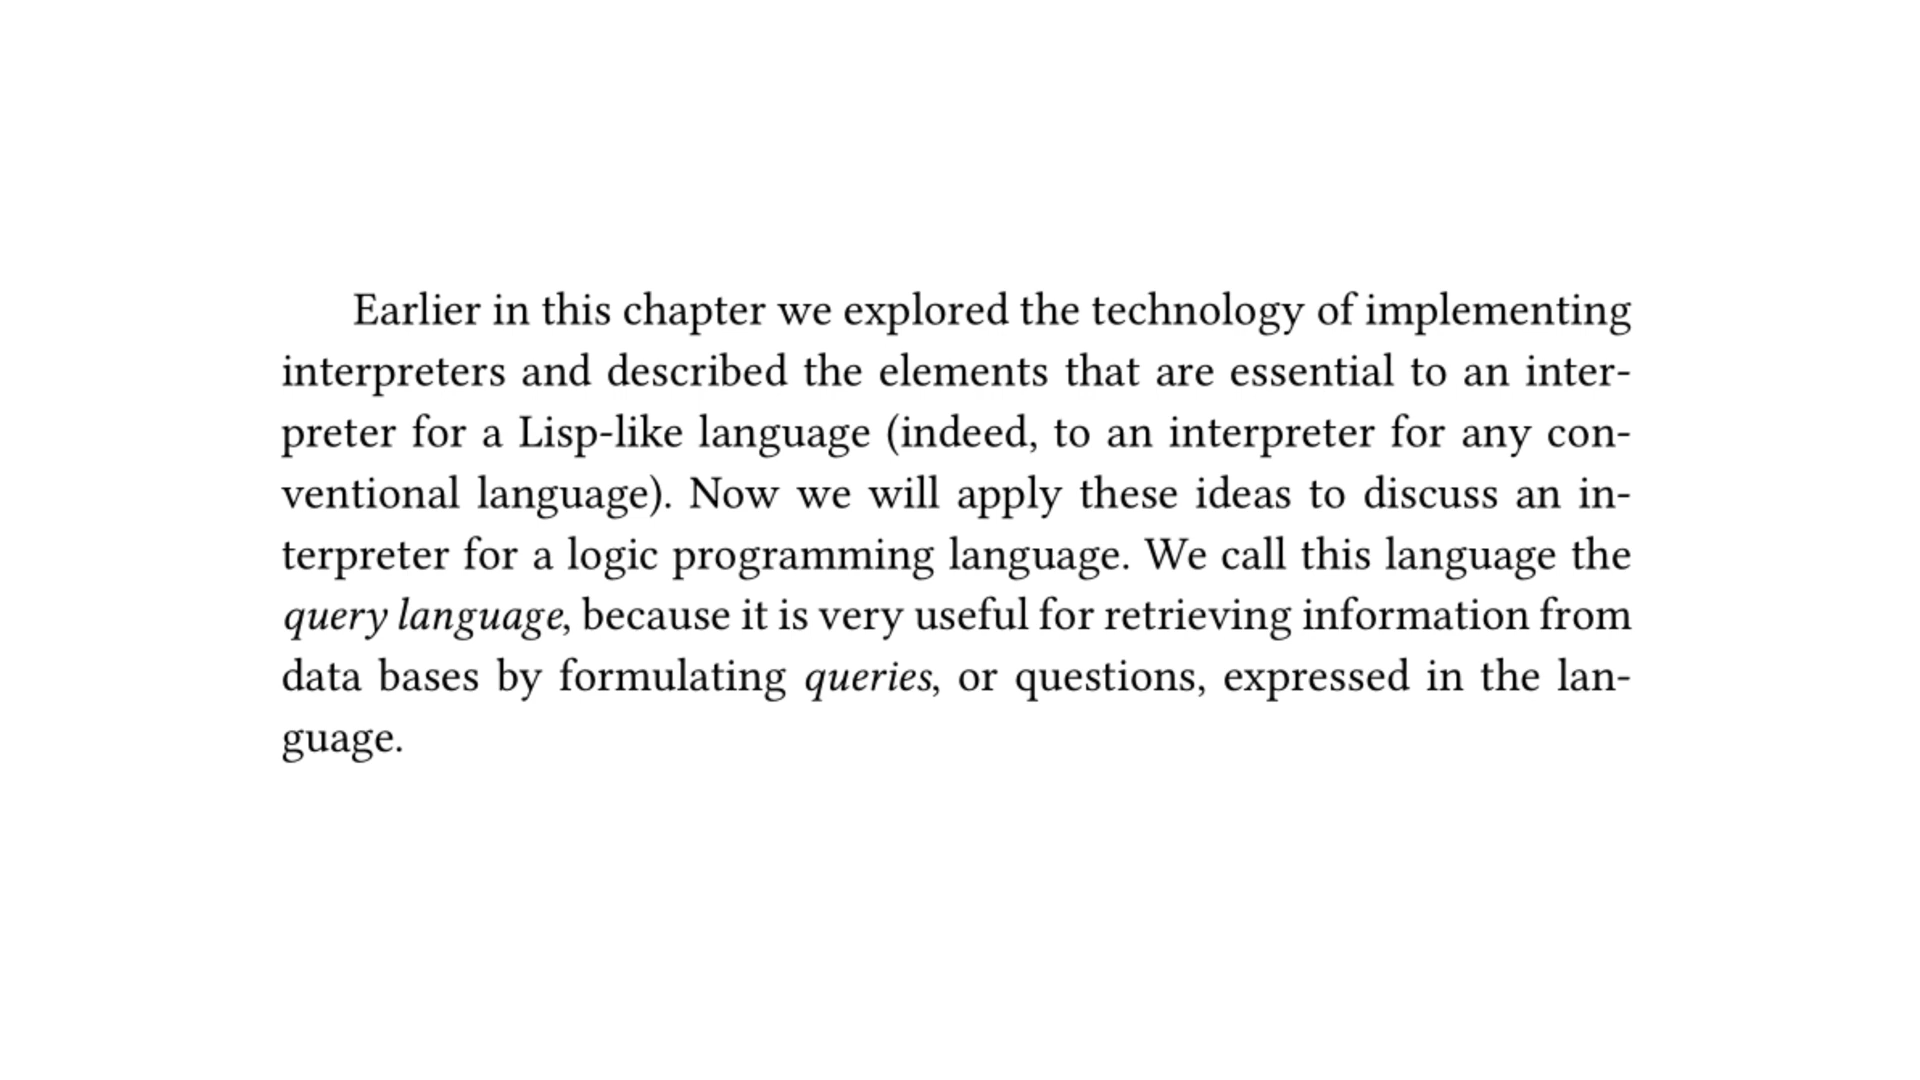 Earlier in this chapter we explored the technology of implementing
interpreters and described the elements that are essential to an inter-
preter for a Lisp-like language (indeed, to an interpreter for any con-
ventional language). Now we will apply these ideas to discuss an in-
terpreter for a logic programming language. We call this language the
query language, because it is very useful for retrieving information from
data bases by formulating queries, or questions, expressed in the lan-
guage.